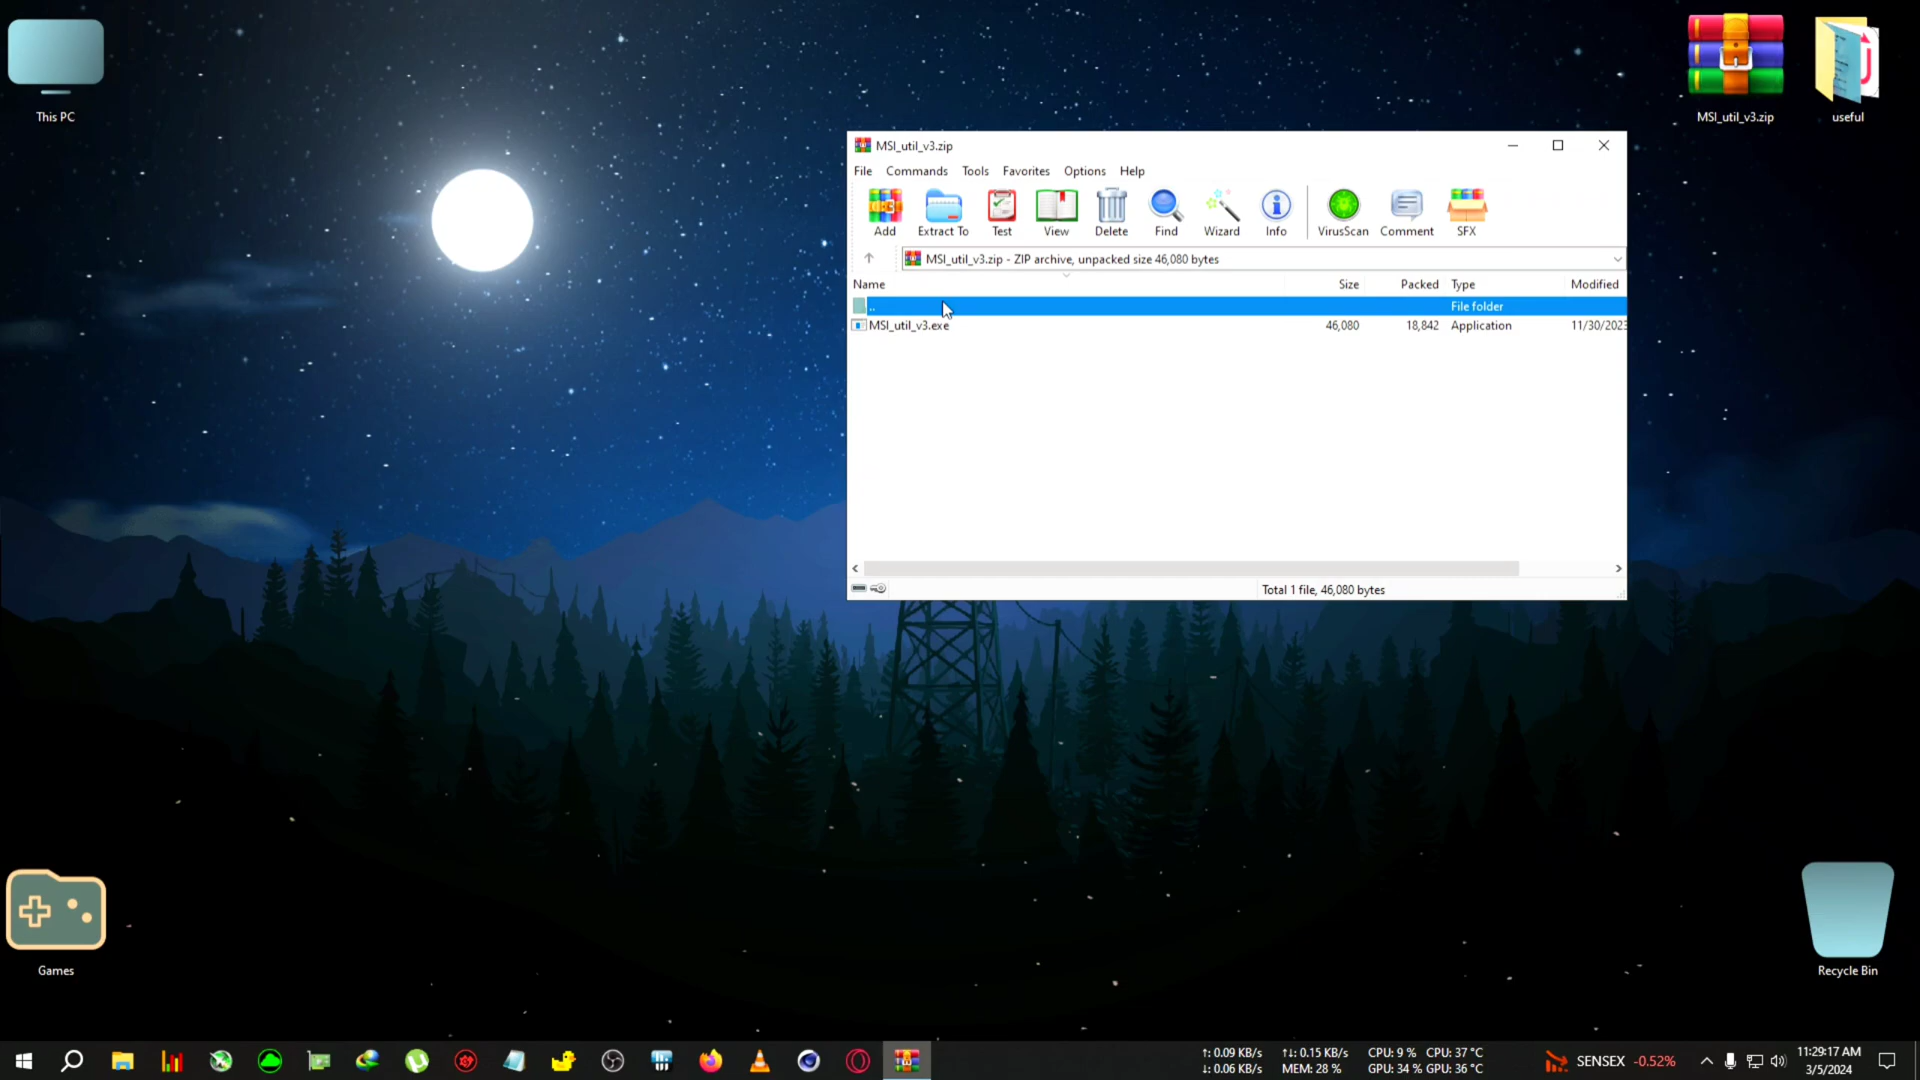 This PC
MSI_util_v3.zip
useful
MSI_util_v3.zip
File Commands Tools Favorites Options Help
Add Extract To Test View Delete Find Wizard Info VirusScan Comment SFX
MSI_util_v3.zip - ZIP archive, unpacked size 46,080 bytes
Name Size Packed Type Modified
.. File folder
MSI_util_v3.exe 46,080 18,842 Application 11/30/2023
Total 1 file, 46,080 bytes
Games
Recycle Bin
↑: 0.09 KB/s ↑↓: 0.15 KB/s CPU: 9 % CPU: 37 °C
↓: 0.06 KB/s MEM: 28 % GPU: 34 % GPU: 36 °C
SENSEX -0.52%
11:29:17 AM
3/5/2024